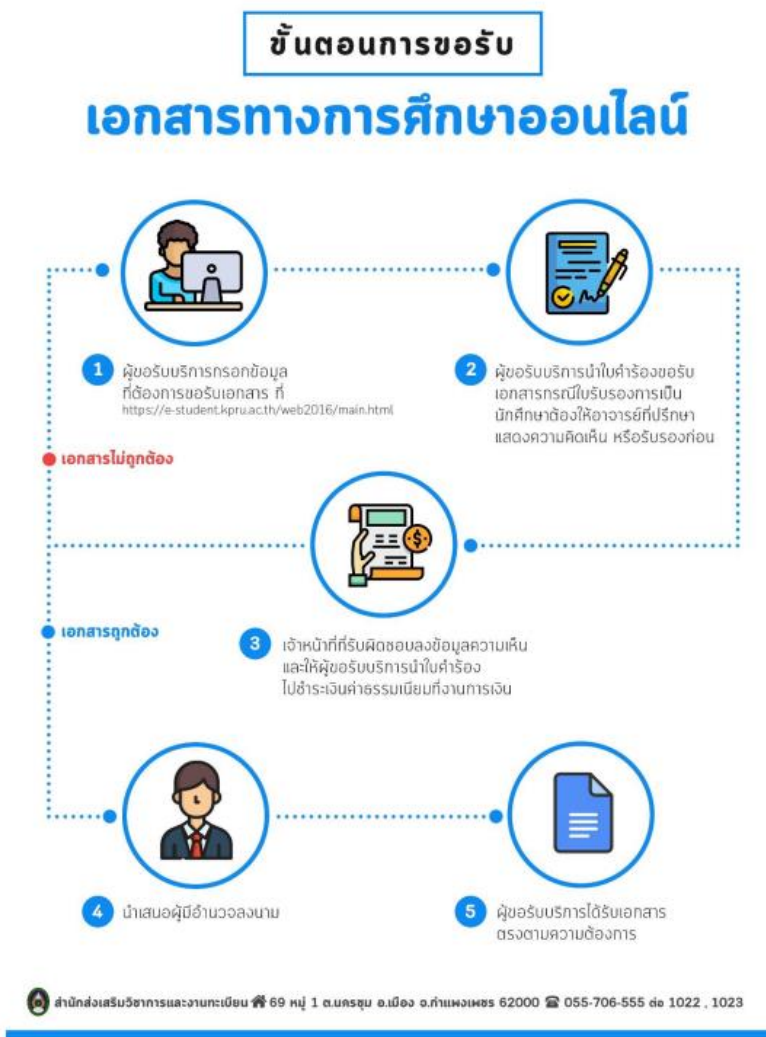 ขั้นตอนการขอรับ
เอกสารทางการศึกษาออนไลน์
1
ผู้ขอรับบริการกรอกข้อมูล
ที่ต้องการขอรับเอกสาร ที่
https://e-student.kpru.ac.th/web2016/main.html
2
ผู้ขอรับบริการนำใบคำร้องขอรับ
เอกสารกรณีใบรับรองการเป็น
นักศึกษาต้องให้อาจารย์ที่ปรึกษา
แสดงความคิดเห็น หรือรับรองก่อน
เอกสารไม่ถูกต้อง
เอกสารถูกต้อง
3
เจ้าหน้าที่ที่รับผิดชอบลงข้อมูลความเห็น
และให้ผู้ขอรับบริการนำใบคำร้อง
ไปชำระเงินค่าธรรมเนียมที่งานการเงิน
4
นำเสนอผู้มีอำนวจลงนาม
5
ผู้ขอรับบริการได้รับเอกสาร
ตรงตามความต้องการ
สำนักส่งเสริมวิชาการและงานทะเบียน 69 หมู่ 1 ต.นครชุม อ.เมือง จ.กำแพงเพชร 62000 055-706-555 ต่อ 1022 , 1023